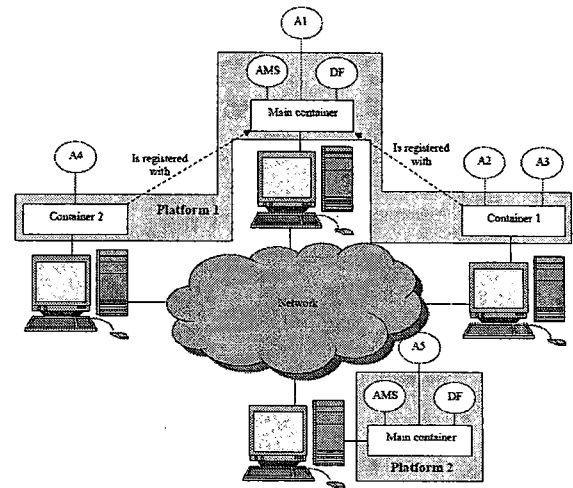 A1
AMS
DF
Main container
Is registered
with
Is registered
with
A4
A2
A3
Container 2
Platform 1
Container 1
Network
A5
AMS
DF
Main container
Platform 2